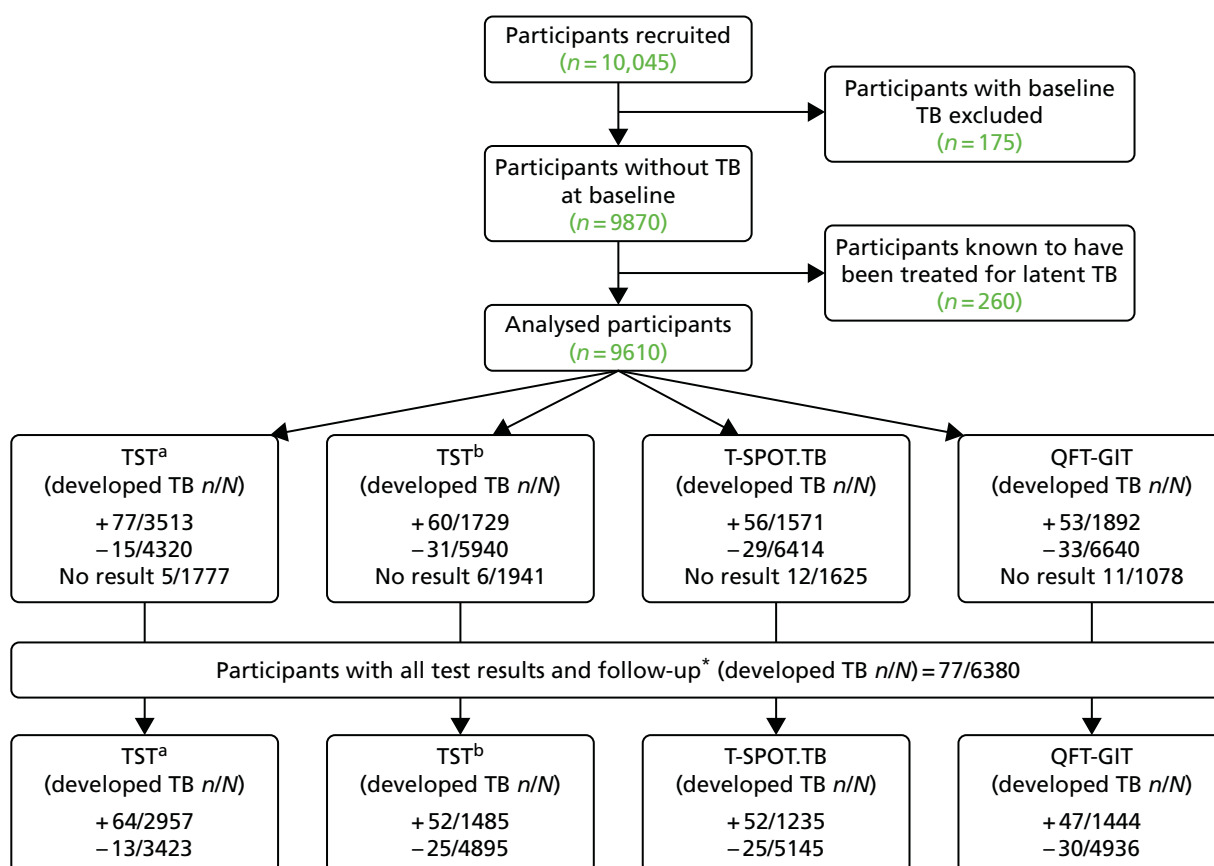 Participants recruited
(n=10,045)
Participants with baseline
TB excluded
(n=175)
Participants without TB
at baseline
(n=9870)
Participants known to have
been treated for latent TB
(n=260)
Analysed participants
(n=9610)
TSTᵃ
(developed TB n/N)
+77/3513
−15/4320
No result 5/1777
TSTᵇ
(developed TB n/N)
+60/1729
−31/5940
No result 6/1941
T-SPOT.TB
(developed TB n/N)
+56/1571
−29/6414
No result 12/1625
QFT-GIT
(developed TB n/N)
+53/1892
−33/6640
No result 11/1078
Participants with all test results and follow-up* (developed TB n/N)=77/6380
TSTᵃ
(developed TB n/N)
+64/2957
−13/3423
TSTᵇ
(developed TB n/N)
+52/1485
−25/4895
T-SPOT.TB
(developed TB n/N)
+52/1235
−25/5145
QFT-GIT
(developed TB n/N)
+47/1444
−30/4936